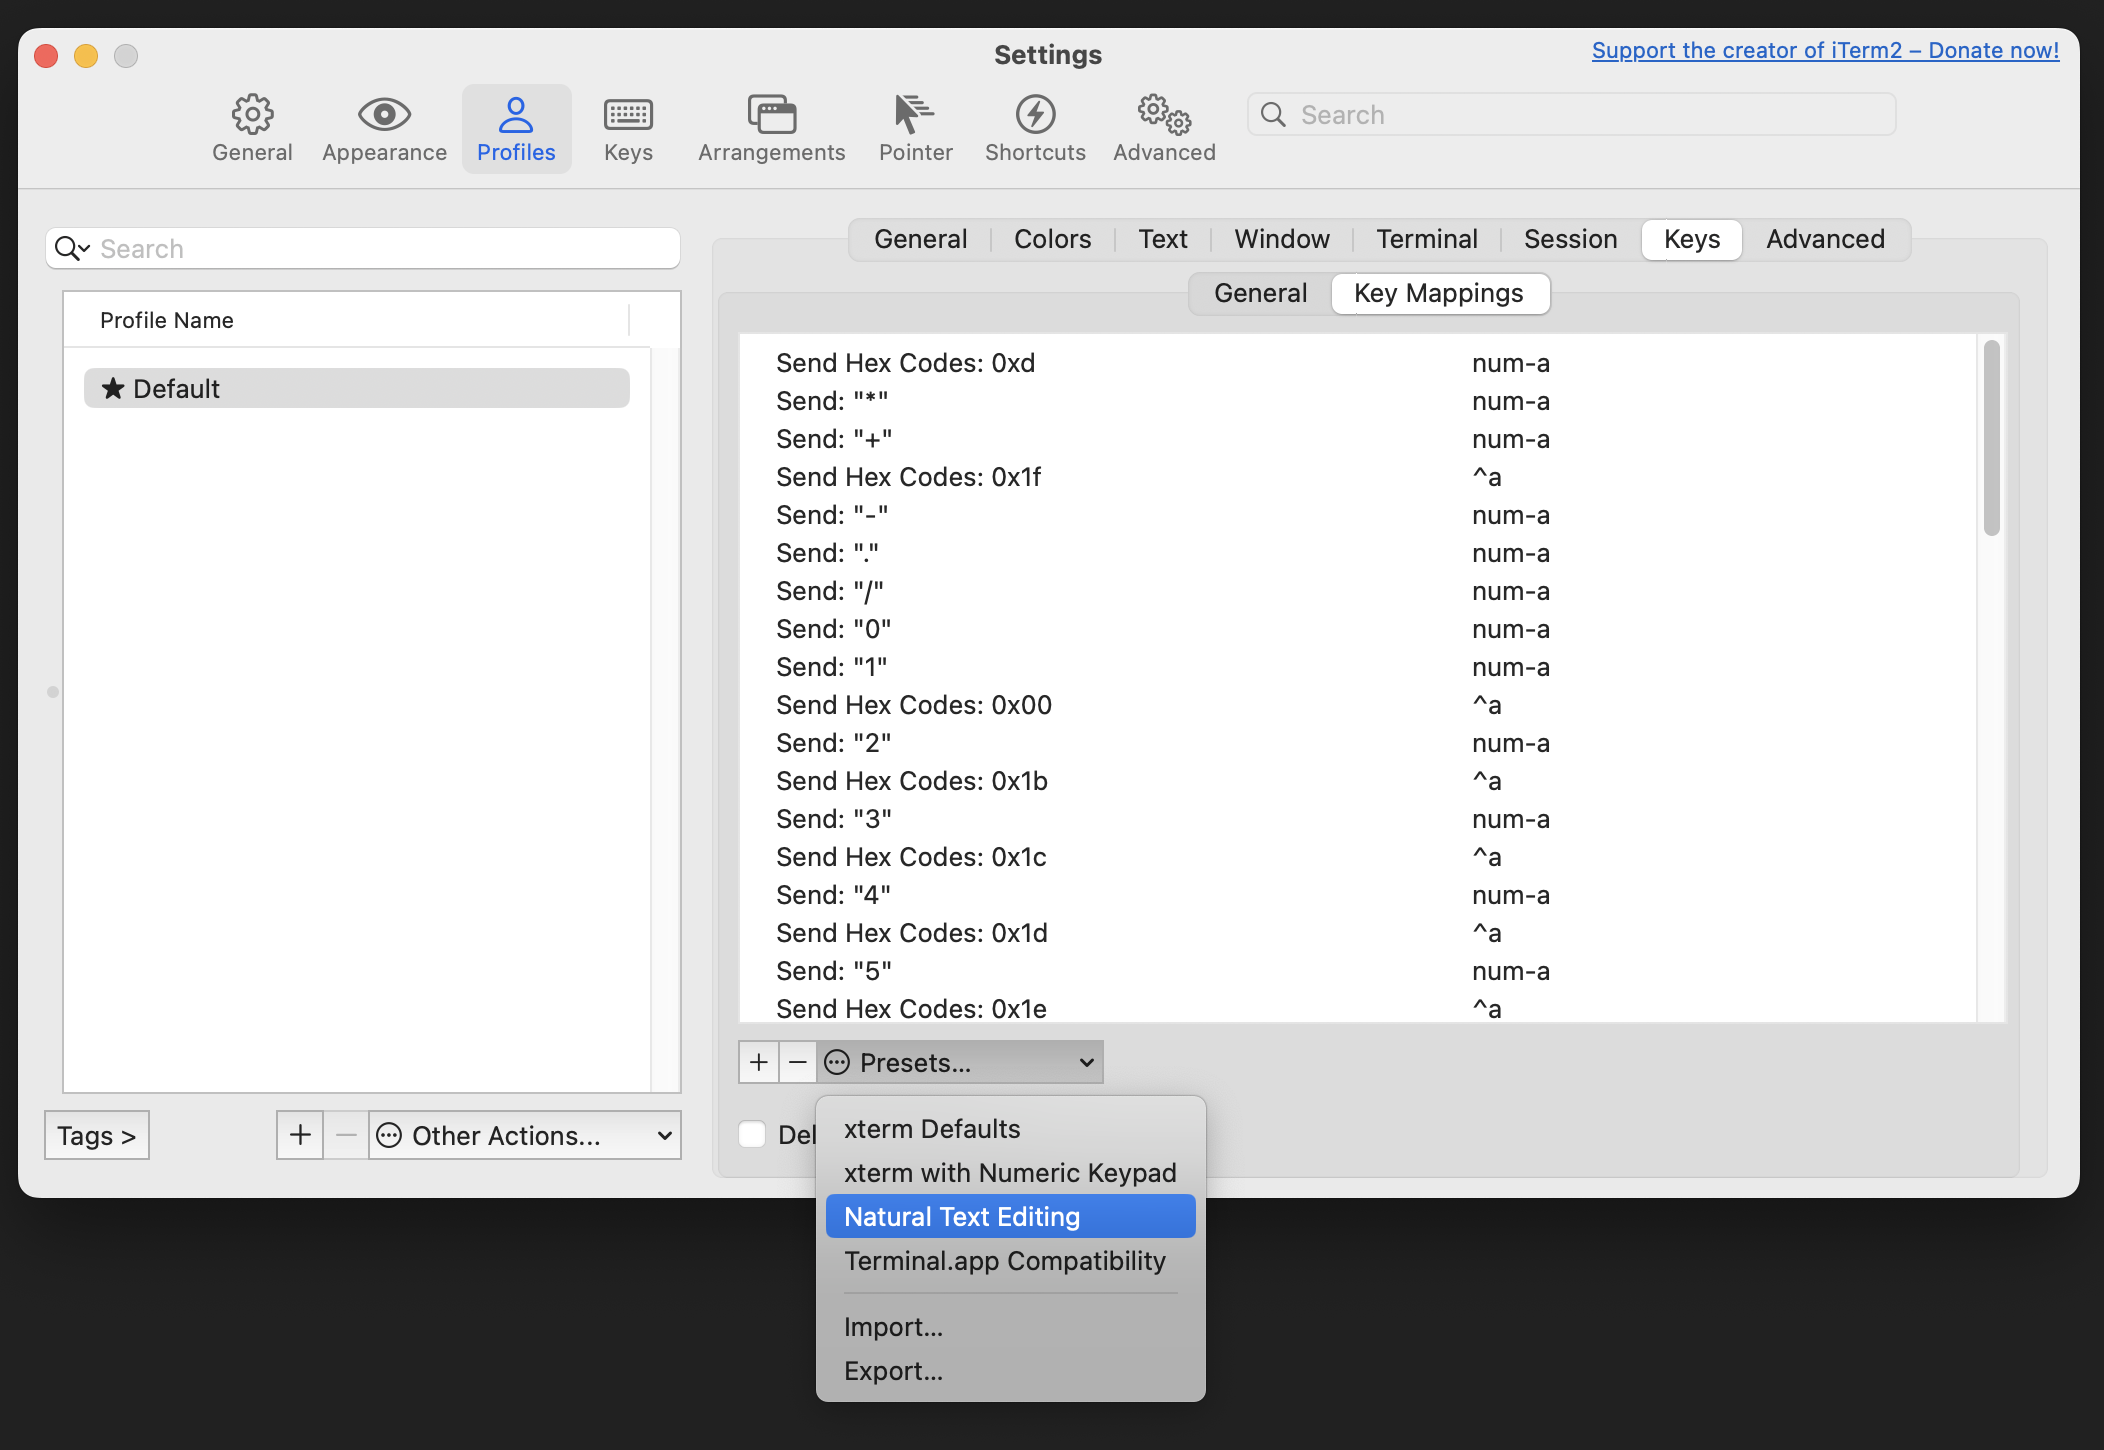 Settings
Support the creator of iTerm2 – Donate now!
General
Appearance
Profiles
Keys
Arrangements
Pointer
Shortcuts
Advanced
Search
Search
Profile Name
★ Default
Tags >
+ − Other Actions...
General Colors Text Window Terminal Session Keys Advanced
General Key Mappings
Send Hex Codes: 0xd num-a
Send: "*" num-a
Send: "+" num-a
Send Hex Codes: 0x1f ^a
Send: "-" num-a
Send: "." num-a
Send: "/" num-a
Send: "0" num-a
Send: "1" num-a
Send Hex Codes: 0x00 ^a
Send: "2" num-a
Send Hex Codes: 0x1b ^a
Send: "3" num-a
Send Hex Codes: 0x1c ^a
Send: "4" num-a
Send Hex Codes: 0x1d ^a
Send: "5" num-a
Send Hex Codes: 0x1e ^a
+ − Presets...
xterm Defaults
xterm with Numeric Keypad
Natural Text Editing
Terminal.app Compatibility
Import...
Export...